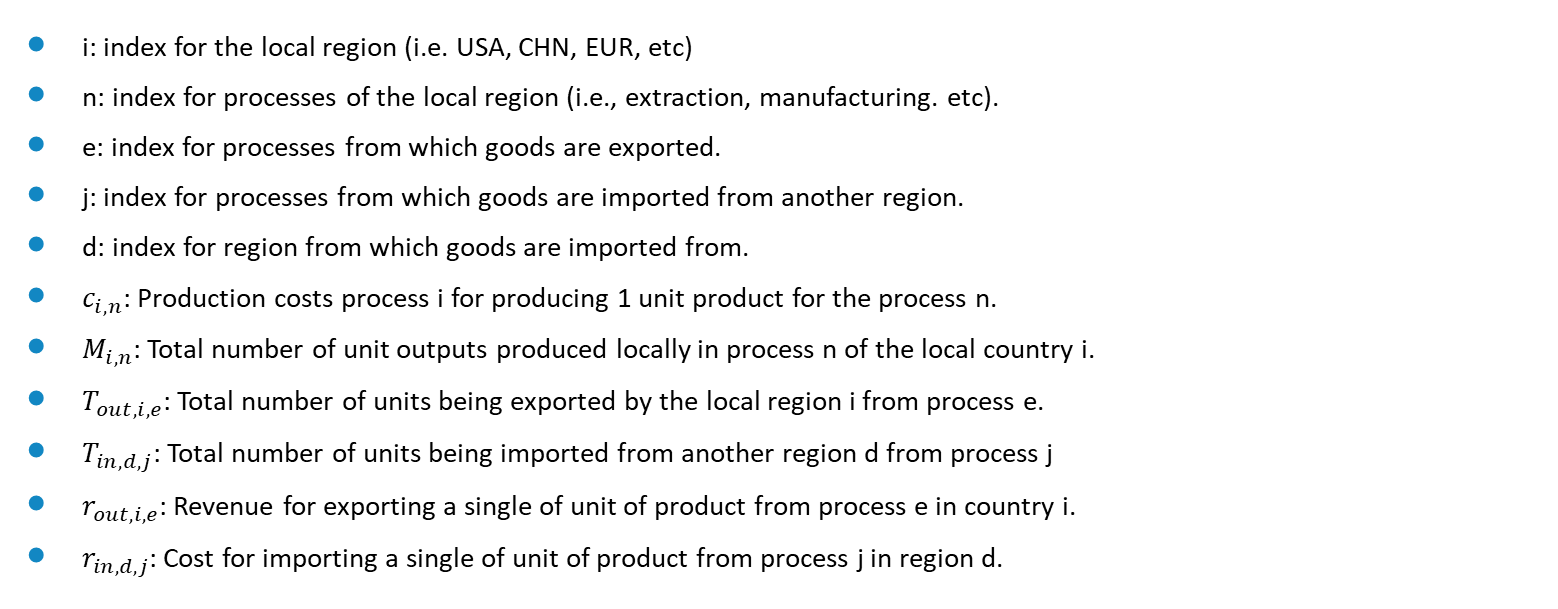 • i: index for the local region (i.e. USA, CHN, EUR, etc)
• n: index for processes of the local region (i.e., extraction, manufacturing. etc).
• e: index for processes from which goods are exported.
• j: index for processes from which goods are imported from another region.
• d: index for region from which goods are imported from.
• $c_{i,n}$: Production costs process i for producing 1 unit product for the process n.
• $M_{i,n}$: Total number of unit outputs produced locally in process n of the local country i.
• $T_{out,i,e}$: Total number of units being exported by the local region i from process e.
• $T_{in,d,j}$: Total number of units being imported from another region d from process j
• $r_{out,i,e}$: Revenue for exporting a single of unit of product from process e in country i.
• $r_{in,d,j}$: Cost for importing a single of unit of product from process j in region d.